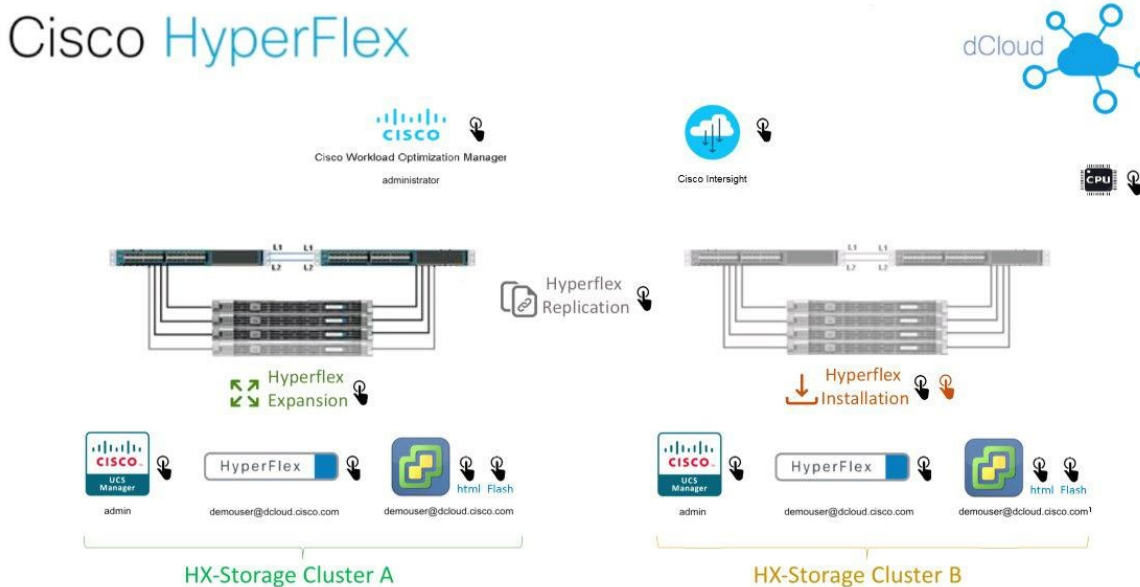 Cisco HyperFlex
dCloud
CISCO
Cisco Workload Optimization Manager
administrator
Cisco Intersight
CPU
L1 L1
L2 L2
L1 L1
L2 L2
Hyperflex
Replication
Hyperflex
Expansion
Hyperflex
Installation
CISCO
UCS
Manager
admin
HyperFlex
demouser@dcloud.cisco.com
html Flash
demouser@dcloud.cisco.com
CISCO
UCS
Manager
admin
HyperFlex
demouser@dcloud.cisco.com
html Flash
demouser@dcloud.cisco.com
HX-Storage Cluster A
HX-Storage Cluster B